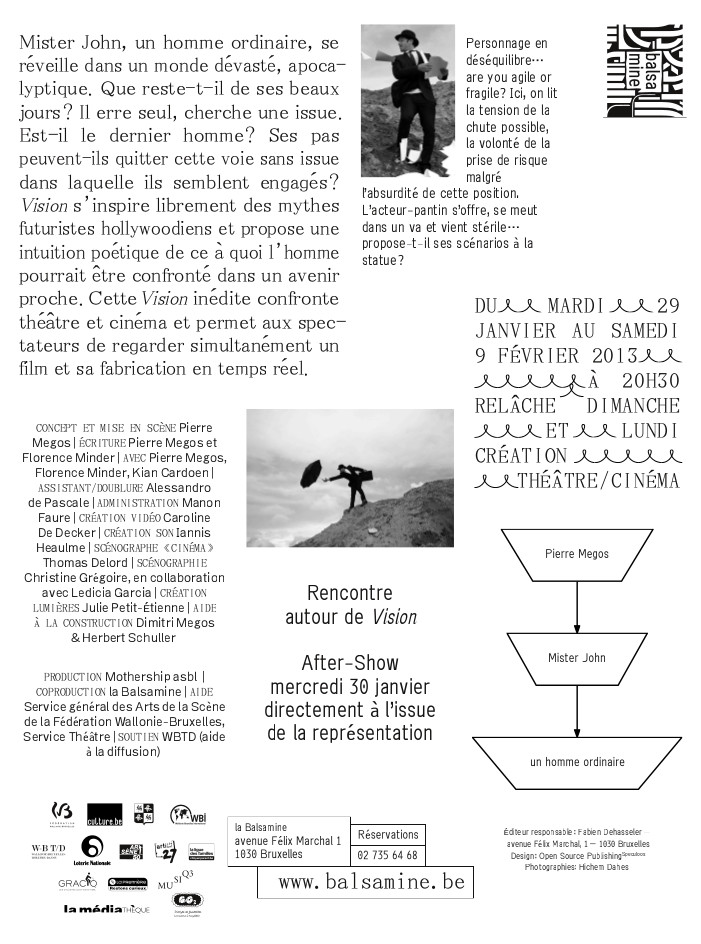 Mister John, un homme ordinaire, se
réveille dans un monde dévasté, apoca-
lyptique. Que reste-t-il de ses beaux
jours? Il erre seul, cherche une issue.
Est-il le dernier homme? Ses pas
peuvent-ils quitter cette voie sans issue
dans laquelle ils semblent engagés?
Vision s'inspire librement des mythes
futuristes hollywoodiens et propose une
intuition poétique de ce à quoi l'homme
pourrait être confronté dans un avenir
proche. Cette Vision inédite confronte
théâtre et cinéma et permet aux spec-
tateurs de regarder simultanément un
film et sa fabrication en temps réel.
Personnage en
déséquilibre…
are you agile or
fragile? Ici, on lit
la tension de la
chute possible,
la volonté de la
prise de risque
malgré
l'absurdité de cette position.
L'acteur-pantin s'offre, se meut
dans un va et vient stérile…
propose-t-il ses scénarios à la
statue?
balsa
mine
DU MARDI 29
JANVIER AU SAMEDI
9 FÉVRIER 2013
À 20H30
RELÂCHE DIMANCHE
ET LUNDI
CRÉATION
THÉÂTRE/CINÉMA
CONCEPT ET MISE EN SCÈNE Pierre
Megos | ÉCRITURE Pierre Megos et
Florence Minder | AVEC Pierre Megos,
Florence Minder, Kian Cardoen |
ASSISTANT/DOUBLURE Alessandro
de Pascale | ADMINISTRATION Manon
Faure | CRÉATION VIDÉO Caroline
De Decker | CRÉATION SON Iannis
Heaulme | SCÉNOGRAPHE «CINÉMA»
Thomas Delord | SCÉNOGRAPHIE
Christine Grégoire, en collaboration
avec Ledicia Garcia | CRÉATION
LUMIÈRES Julie Petit-Étienne | AIDE
À LA CONSTRUCTION Dimitri Megos
& Herbert Schuller
PRODUCTION Mothership asbl |
COPRODUCTION la Balsamine | AIDE
Service général des Arts de la Scène
de la Fédération Wallonie-Bruxelles,
Service Théâtre | SOUTIEN WBTD (aide
à la diffusion)
Rencontre
autour de Vision
After-Show
mercredi 30 janvier
directement à l'issue
de la représentation
Pierre Megos
Mister John
un homme ordinaire
culture.be
WBI
W-B T/D
Loterie Nationale
27
GRACIO
LA PREMIÈRE
MUSIQ3
la médiaTHÈQUE
la Balsamine
avenue Félix Marchal 1
1030 Bruxelles
Réservations
02 735 64 68
www.balsamine.be
Éditeur responsable: Fabien Dehasseler —
avenue Félix Marchal, 1 — 1030 Bruxelles
Design: Open Source Publishing Speculoos
Photographies: Hichem Dahes